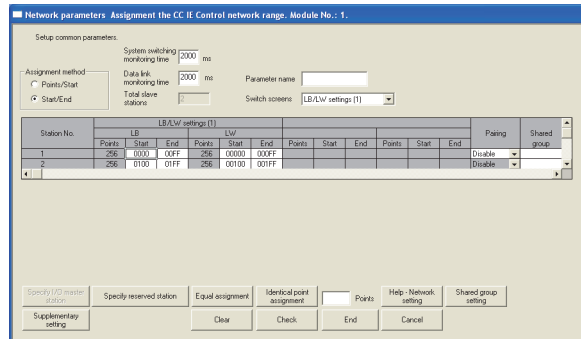 Network parameters Assignment the CC IE Control network range. Module No.: 1.
Setup common parameters.
System switching monitoring time 2000 ms
Data link monitoring time 2000 ms
Total slave stations 2
Assignment method
Points/Start
Start/End
Parameter name
Switch screens LB/LW settings (1)
Station No. LB/LW settings (1) Pairing Shared group
LB LW
Points Start End Points Start End Points Start End Points Start End
1 256 0000 00FF 256 00000 000FF Disable
2 256 0100 01FF 256 00100 001FF Disable
Specify I/O master station
Specify reserved station
Equal assignment
Identical point assignment
Points
Help - Network setting
Shared group setting
Supplementary setting
Clear
Check
End
Cancel